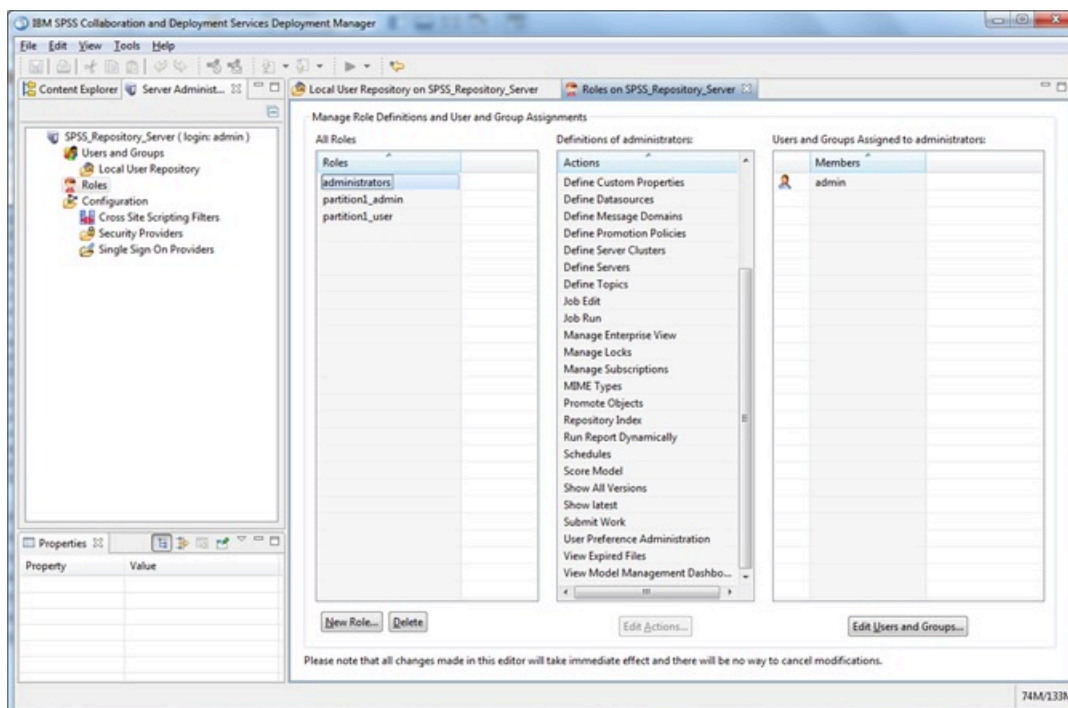 IBM SPSS Collaboration and Deployment Services Deployment Manager
File Edit View Tools Help
Content Explorer Server Administ...
Local User Repository on SPSS_Repository_Server Roles on SPSS_Repository_Server
SPSS_Repository_Server ( login: admin )
Users and Groups
Local User Repository
Roles
Configuration
Cross Site Scripting Filters
Security Providers
Single Sign On Providers
Properties
Property Value
Manage Role Definitions and User and Group Assignments
All Roles
Roles
administrators
partition1_admin
partition1_user
New Role... Delete
Definitions of administrators:
Actions
Define Custom Properties
Define Datasources
Define Message Domains
Define Promotion Policies
Define Server Clusters
Define Servers
Define Topics
Job Edit
Job Run
Manage Enterprise View
Manage Locks
Manage Subscriptions
MIME Types
Promote Objects
Repository Index
Run Report Dynamically
Schedules
Score Model
Show All Versions
Show latest
Submit Work
User Preference Administration
View Expired Files
View Model Management Dashbo...
Edit Actions...
Users and Groups Assigned to administrators:
Members
admin
Edit Users and Groups...
Please note that all changes made in this editor will take immediate effect and there will be no way to cancel modifications.
74M/133M